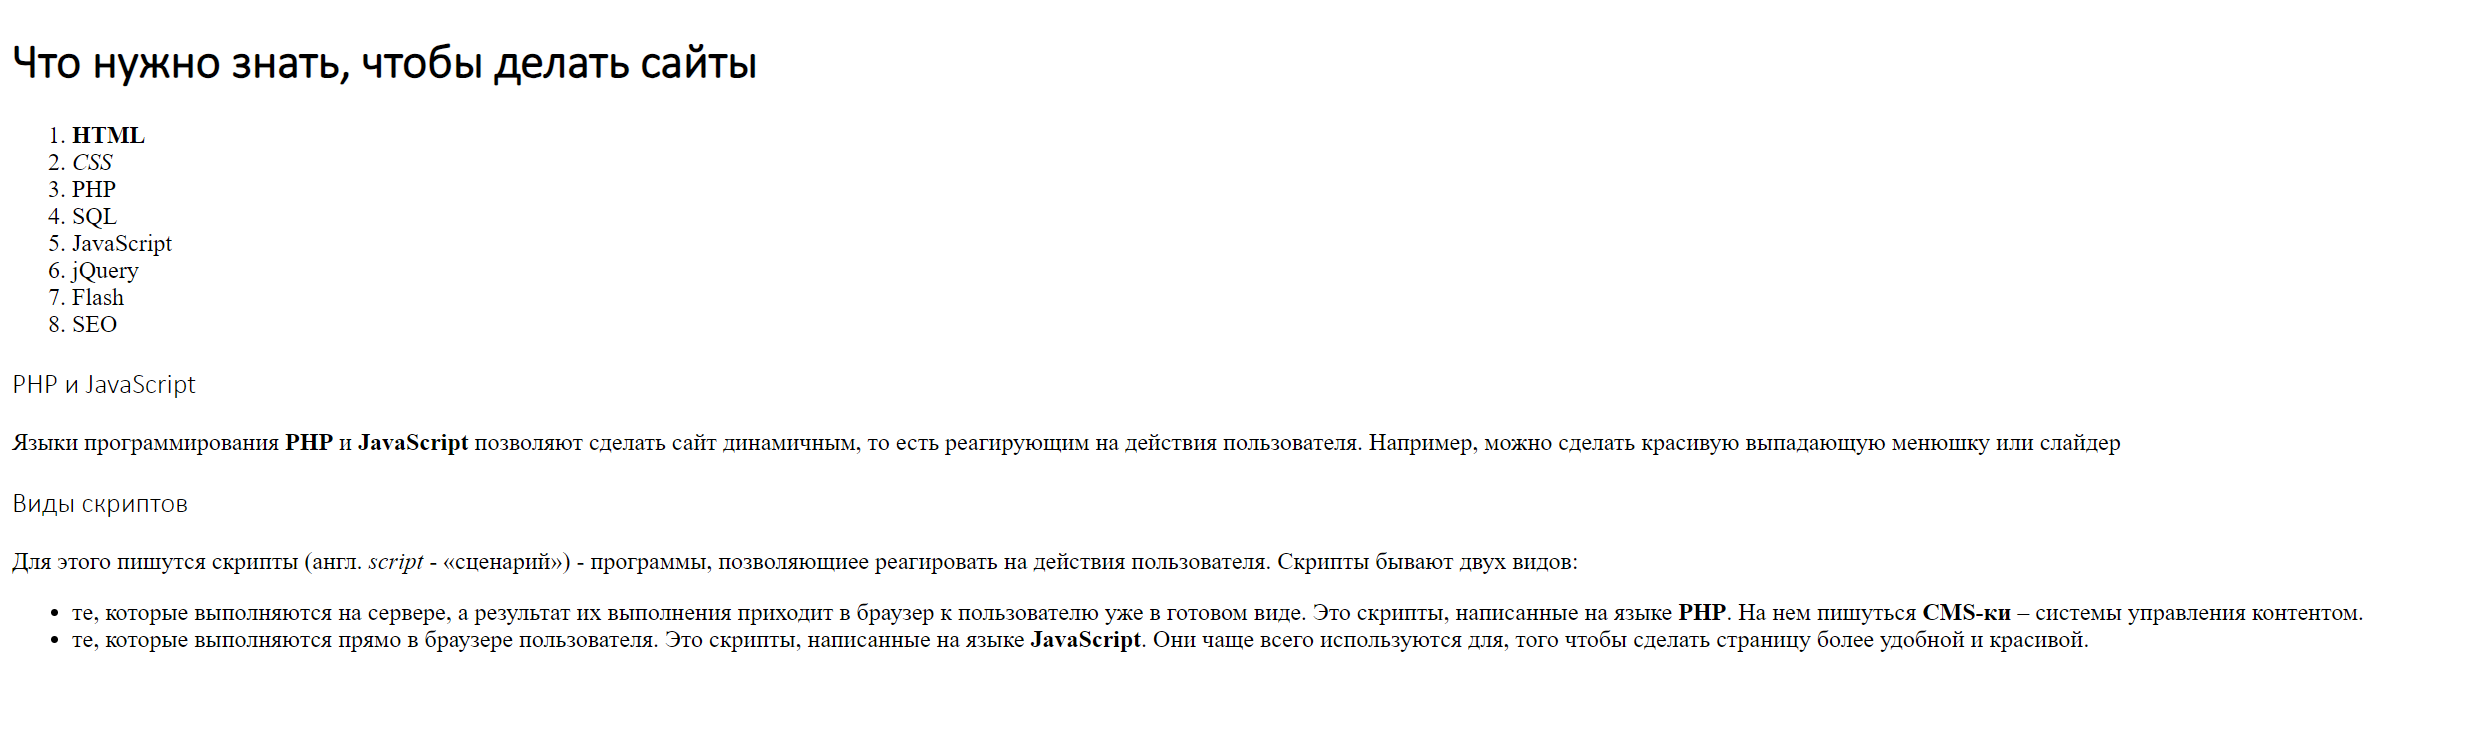 Что нужно знать, чтобы делать сайты
1. HTML
2. CSS
3. PHP
4. SQL
5. JavaScript
6. jQuery
7. Flash
8. SEO
PHP и JavaScript
Языки программирования PHP и JavaScript позволяют сделать сайт динамичным, то есть реагирующим на действия пользователя. Например, можно сделать красивую выпадающую менюшку или слайдер
Виды скриптов
Для этого пишутся скрипты (англ. script - «сценарий») - программы, позволяющиее реагировать на действия пользователя. Скрипты бывают двух видов:
• те, которые выполняются на сервере, а результат их выполнения приходит в браузер к пользователю уже в готовом виде. Это скрипты, написанные на языке PHP. На нем пишуться CMS-ки – системы управления контентом.
• те, которые выполняются прямо в браузере пользователя. Это скрипты, написанные на языке JavaScript. Они чаще всего используются для, того чтобы сделать страницу более удобной и красивой.